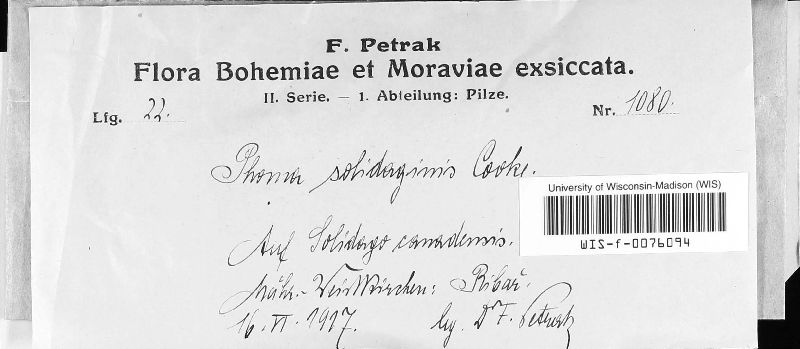 F. Petrak
Flora Bohemiae et Moraviae exsiccata.
II. Serie. — 1. Abteilung: Pilze.
Lfg. 22. Nr. 1080.
Phoma solidaginis Cooke.
University of Wisconsin-Madison (WIS)
WIS-f-0076094
Auf Solidago canadensis.
Mähr.-Weisskirchen: Ribař.
16. VI. 1917. leg. Dr F. Petrak